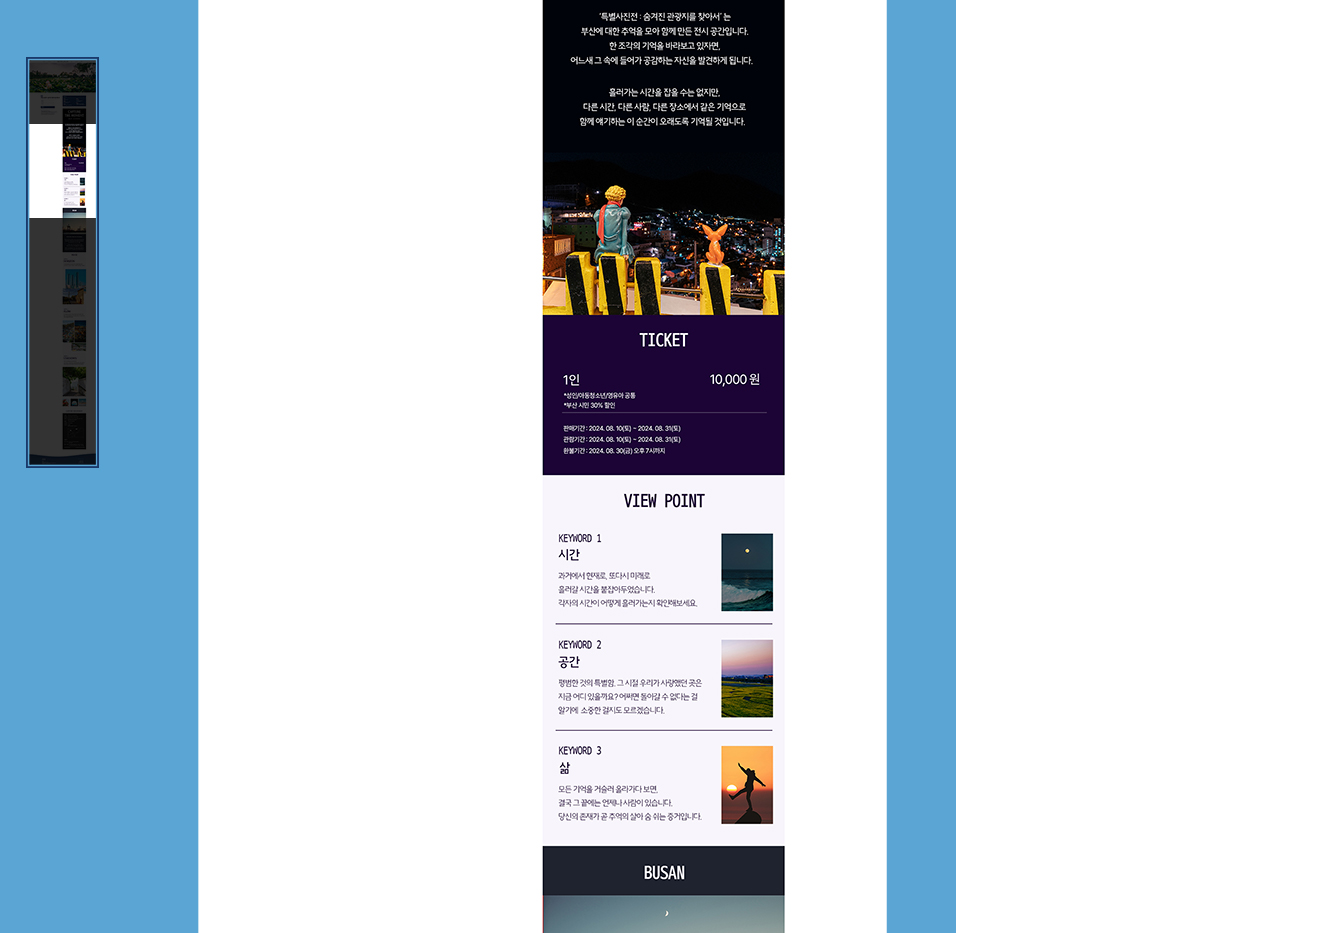 '특별사진전 : 숨겨진 관광지를 찾아서' 는
부산에 대한 추억을 모아 함께 만든 전시 공간입니다.
한 조각의 기억을 바라보고 있자면,
어느새 그 속에 들어가 공감하는 자신을 발견하게 됩니다.
흘러가는 시간을 잡을 수는 없지만,
다른 시간, 다른 사람, 다른 장소에서 같은 기억으로
함께 얘기하는 이 순간이 오래도록 기억될 것입니다.
TICKET
1인 10,000 원
*성인/아동청소년/영유아 공통
*부산 시민 30% 할인
판매기간 : 2024. 08. 10(토) ~ 2024. 08. 31(토)
관람기간 : 2024. 08. 10(토) ~ 2024. 08. 31(토)
환불기간 : 2024. 08. 30(금) 오후 7시까지
VIEW POINT
KEYWORD 1
시간
과거에서 현재로, 또다시 미래로
흘러갈 시간을 붙잡아두었습니다.
각자의 시간이 어떻게 흘러가는지 확인해보세요.
KEYWORD 2
공간
평범한 것의 특별함, 그 시절 우리가 사랑했던 곳은
지금 어디 있을까요? 어쩌면 돌아갈 수 없다는 걸
알기에 소중한 걸지도 모르겠습니다.
KEYWORD 3
삶
모든 기억을 거슬러 올라가다 보면,
결국 그 끝에는 언제나 사람이 있습니다.
당신의 존재가 곧 추억의 살아 숨 쉬는 증거입니다.
BUSAN